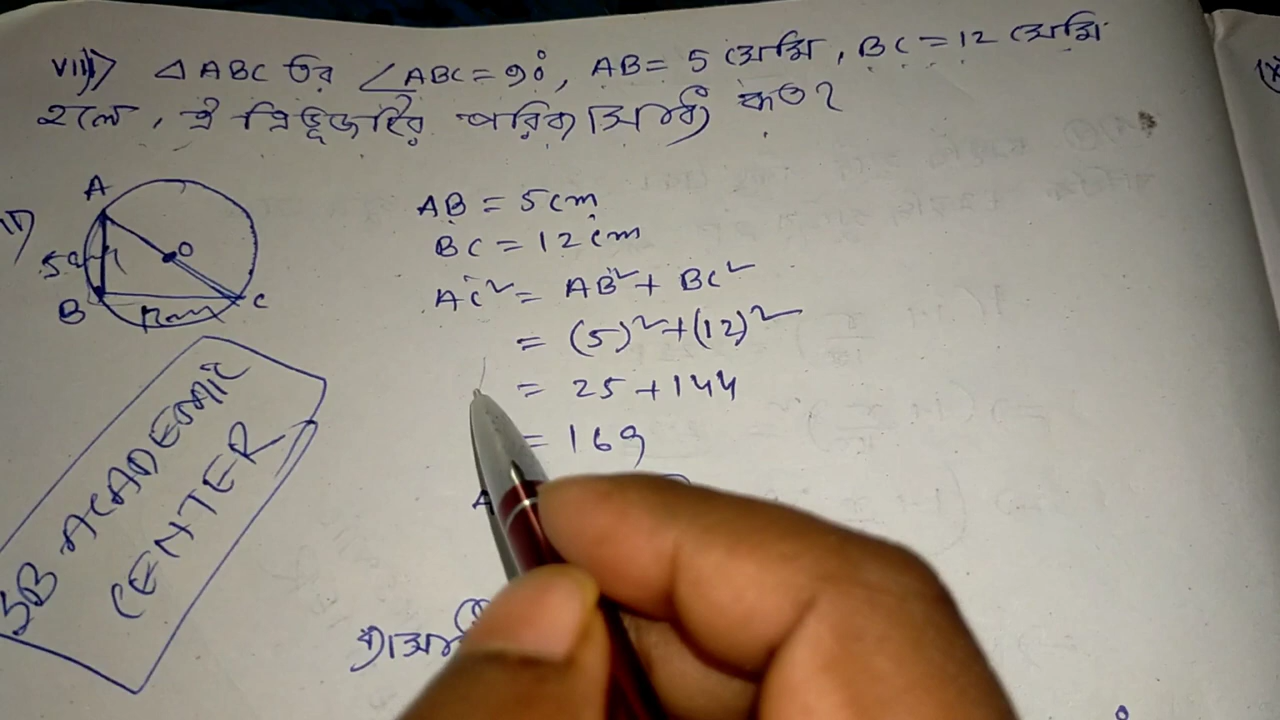 VIII) △ABC এর ∠ABC = 90°, AB = 5 সেমি, BC = 12 সেমি
হলে, ঐ ত্রিভূজটির পরিব্যাসার্ধ কত?
A
O
5cm
B
12cm
C
AB = 5cm
BC = 12cm
AC² = AB² + BC²
= (5)² + (12)²
= 25 + 144
= 169
A
SB ACADEMIC
CENTER